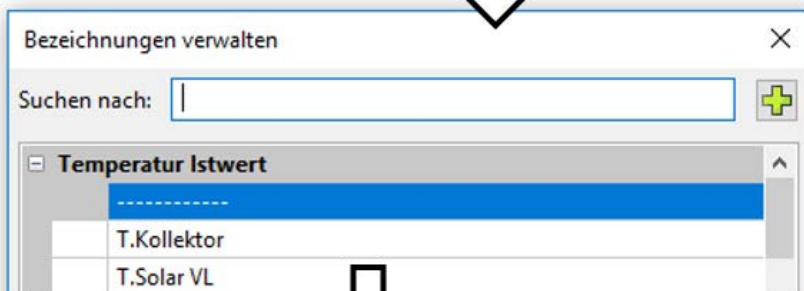 Bezeichnungen verwalten
Suchen nach:
Temperatur Istwert
------------
T.Kollektor
T.Solar VL